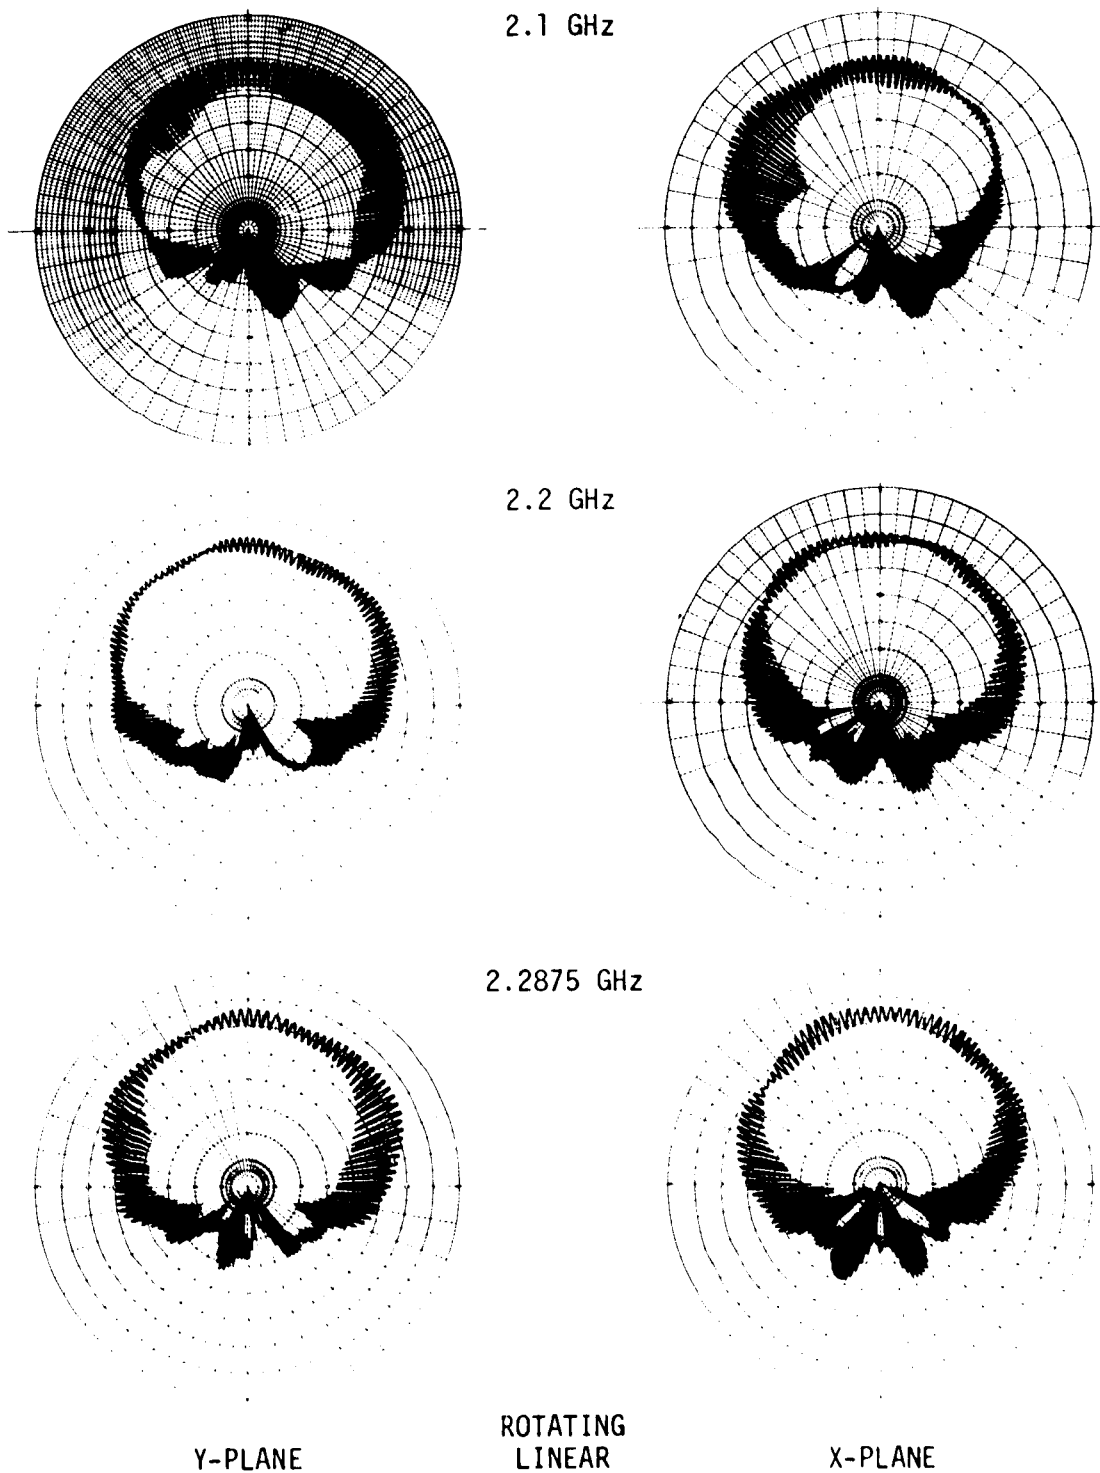 2.1 GHz
2.2 GHz
2.2875 GHz
ROTATING
Y-PLANE LINEAR X-PLANE